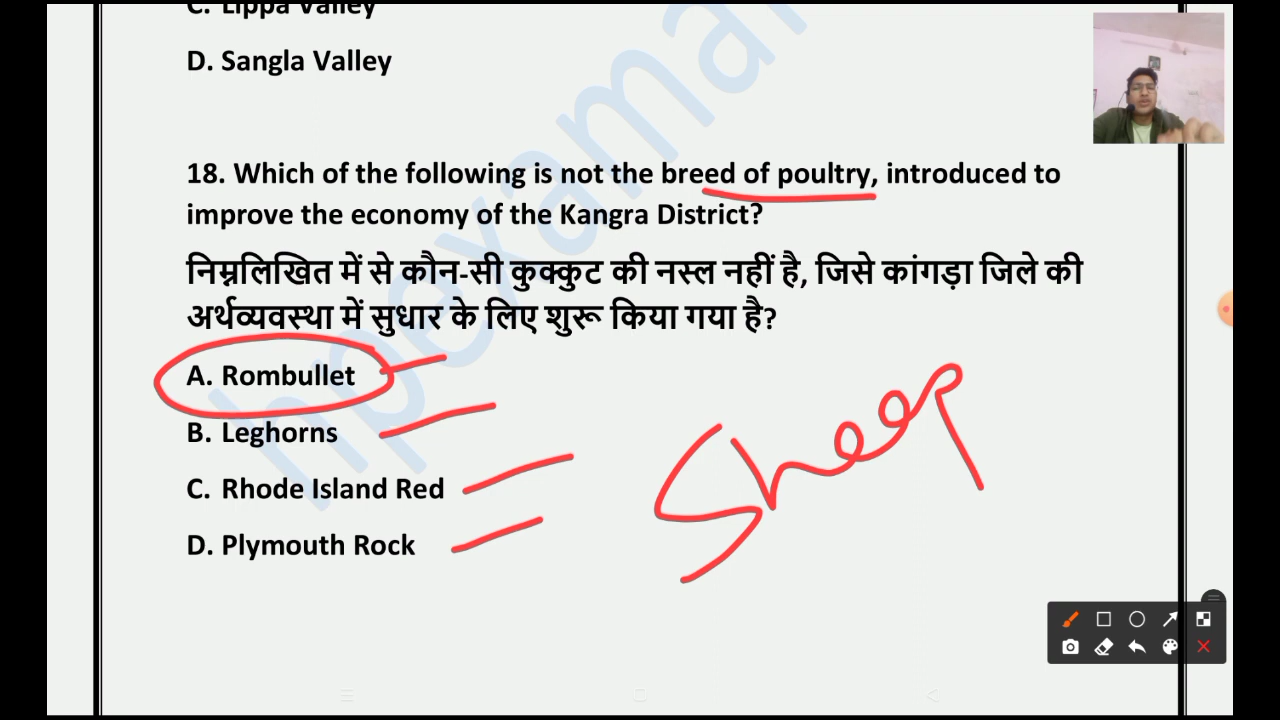 C. Lippa Valley
D. Sangla Valley
18. Which of the following is not the breed of poultry, introduced to
improve the economy of the Kangra District?
निम्नलिखित में से कौन-सी कुक्कुट की नस्ल नहीं है, जिसे कांगड़ा जिले की
अर्थव्यवस्था में सुधार के लिए शुरू किया गया है?
A. Rombullet
B. Leghorns
C. Rhode Island Red
D. Plymouth Rock
Sheep